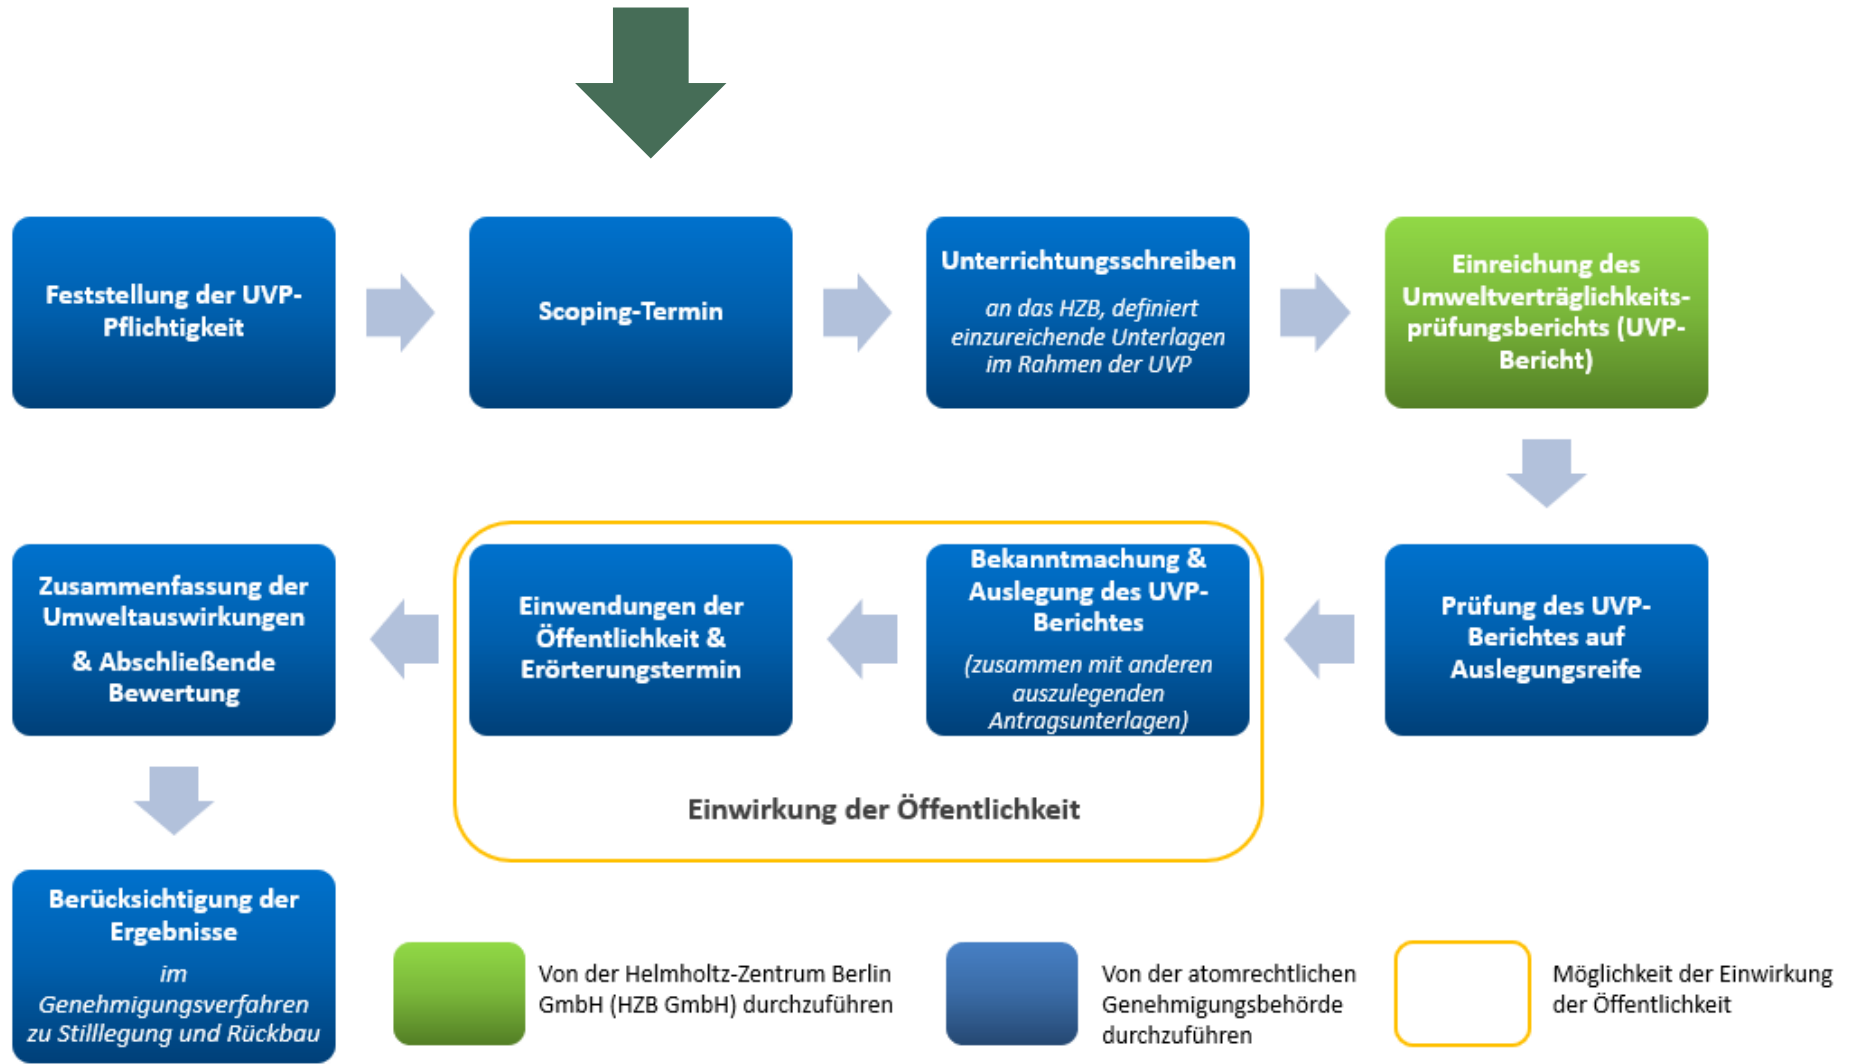 Feststellung der UVP-
Pflichtigkeit
Scoping-Termin
Unterrichtungsschreiben
an das HZB, definiert
einzureichende Unterlagen
im Rahmen der UVP
Einreichung des
Umweltverträglichkeits-
prüfungsberichts (UVP-
Bericht)
Prüfung des UVP-
Berichtes auf
Auslegungsreife
Bekanntmachung &
Auslegung des UVP-
Berichtes
(zusammen mit anderen
auszulegenden
Antragsunterlagen)
Einwendungen der
Öffentlichkeit &
Erörterungstermin
Einwirkung der Öffentlichkeit
Zusammenfassung der
Umweltauswirkungen
& Abschließende
Bewertung
Berücksichtigung der
Ergebnisse
im
Genehmigungsverfahren
zu Stilllegung und Rückbau
Von der Helmholtz-Zentrum Berlin
GmbH (HZB GmbH) durchzuführen
Von der atomrechtlichen
Genehmigungsbehörde
durchzuführen
Möglichkeit der Einwirkung
der Öffentlichkeit